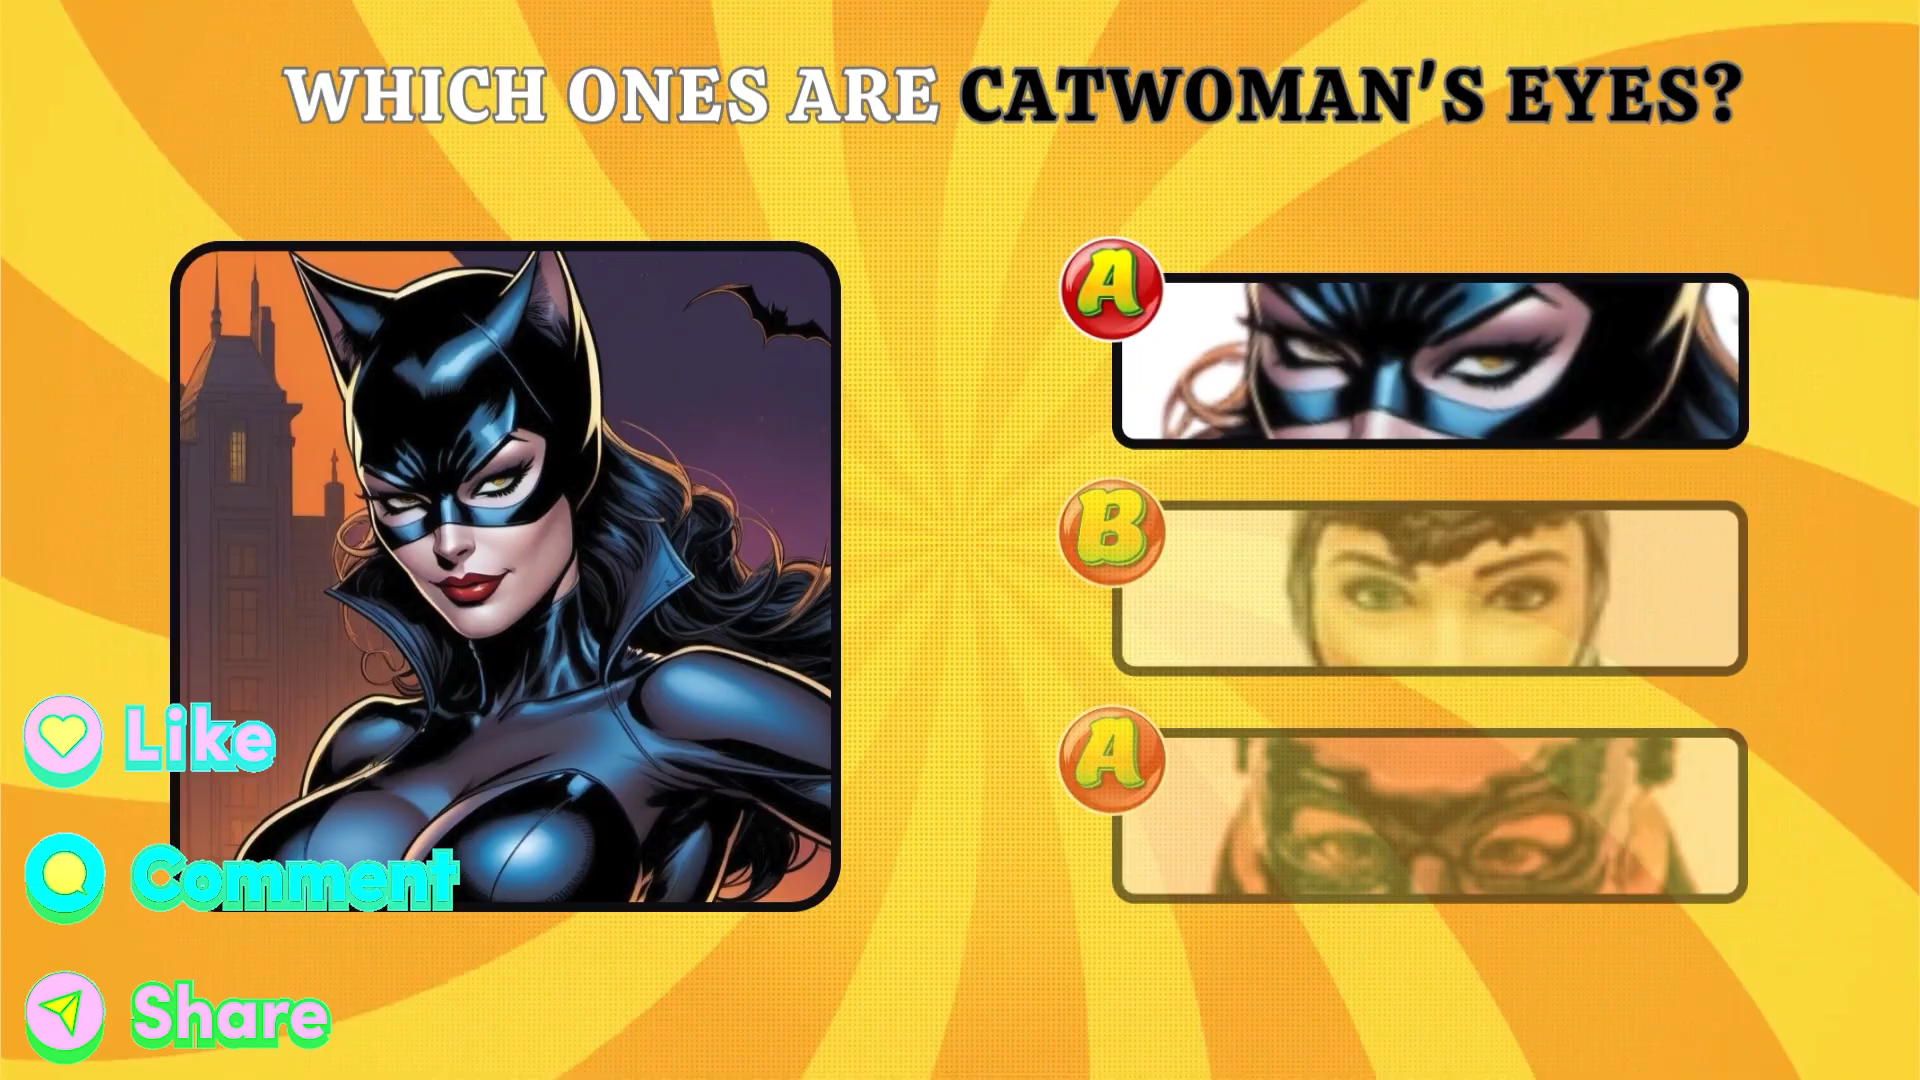 WHICH ONES ARE CATWOMAN'S EYES?
A
B
A
Like
Comment
Share